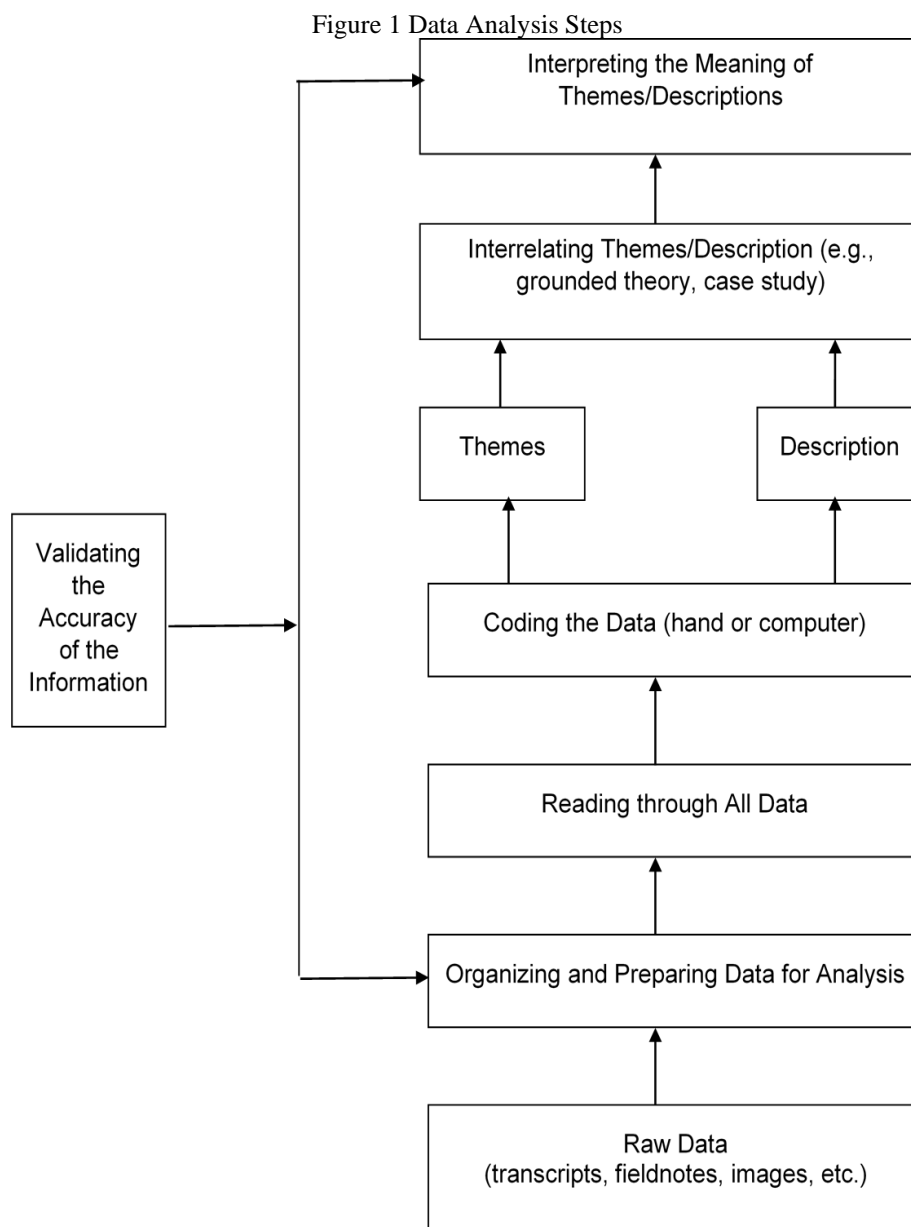 Figure 1 Data Analysis Steps
Interpreting the Meaning of
Themes/Descriptions
Interrelating Themes/Description (e.g.,
grounded theory, case study)
Themes
Description
Validating
the
Accuracy
of the
Information
Coding the Data (hand or computer)
Reading through All Data
Organizing and Preparing Data for Analysis
Raw Data
(transcripts, fieldnotes, images, etc.)